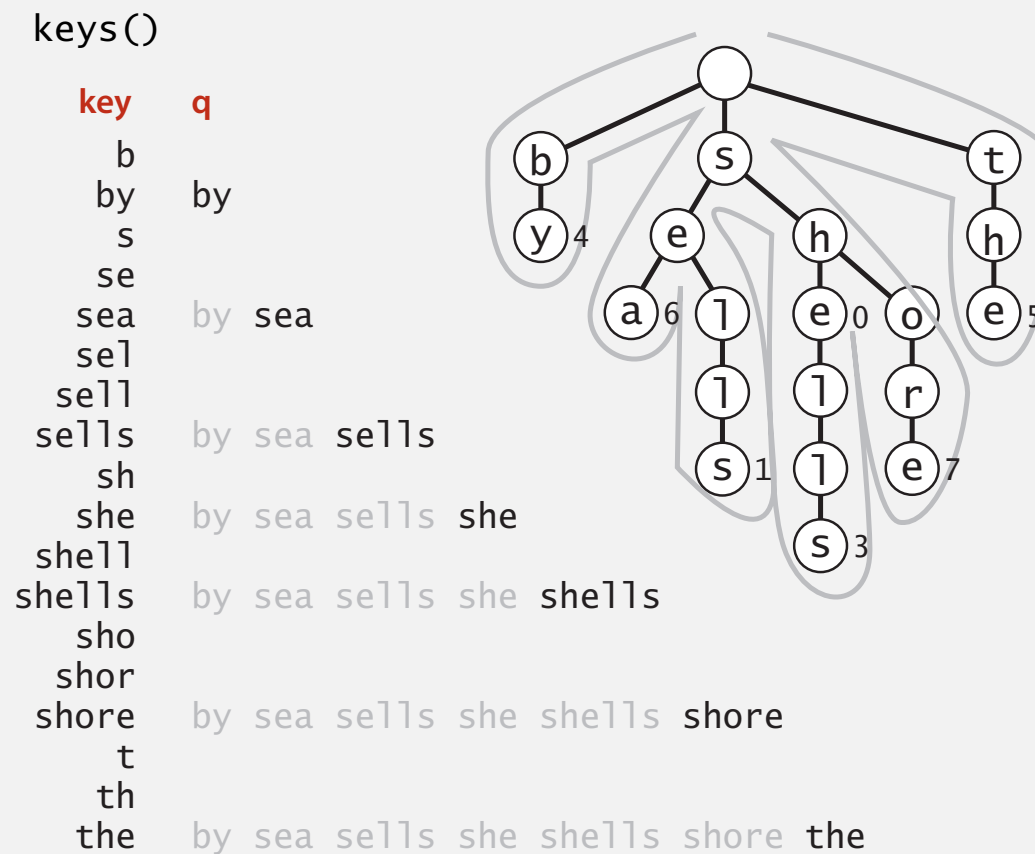 keys()
key q
b
by by
s
se
sea by sea
sel
sell
sells by sea sells
sh
she by sea sells she
shell
shells by sea sells she shells
sho
shor
shore by sea sells she shells shore
t
th
the by sea sells she shells shore the
b s t
y 4 e h h
a 6 l e 0 o e 5
l l r
s 1 l e 7
s 3